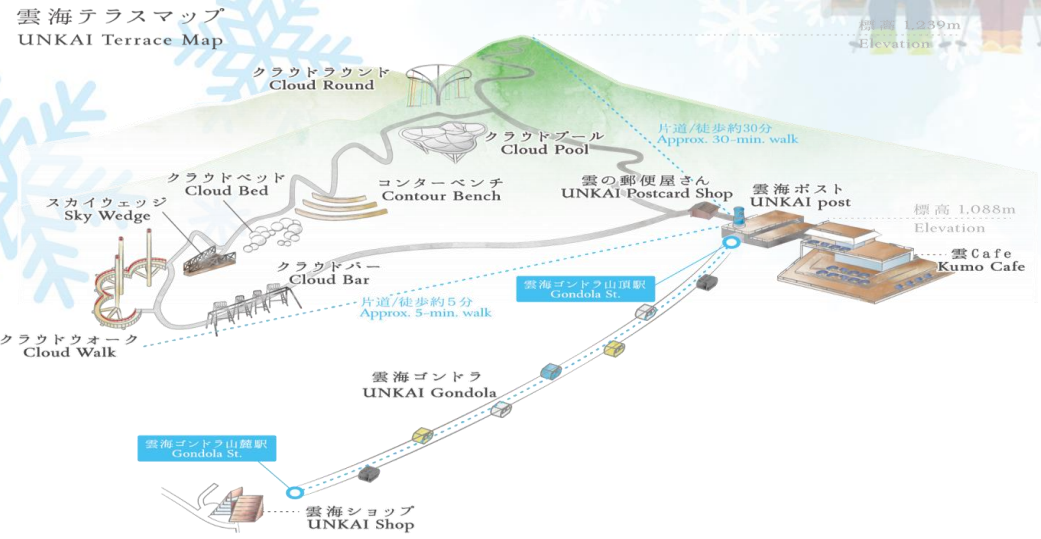 雲海テラスマップ
UNKAI Terrace Map
標高 1,239m
Elevation
クラウドラウンド
Cloud Round
片道/徒歩約30分
Approx. 30-min. walk
クラウドプール
Cloud Pool
クラウドベッド
Cloud Bed
コンターベンチ
Contour Bench
雲の郵便屋さん
UNKAI Postcard Shop
雲海ポスト
UNKAI post
スカイウェッジ
Sky Wedge
標高 1,088m
Elevation
雲Cafe
Kumo Cafe
クラウドバー
Cloud Bar
雲海ゴンドラ山頂駅
Gondola St.
片道/徒歩約5分
Approx. 5-min. walk
クラウドウォーク
Cloud Walk
雲海ゴンドラ
UNKAI Gondola
雲海ゴンドラ山麓駅
Gondola St.
雲海ショップ
UNKAI Shop